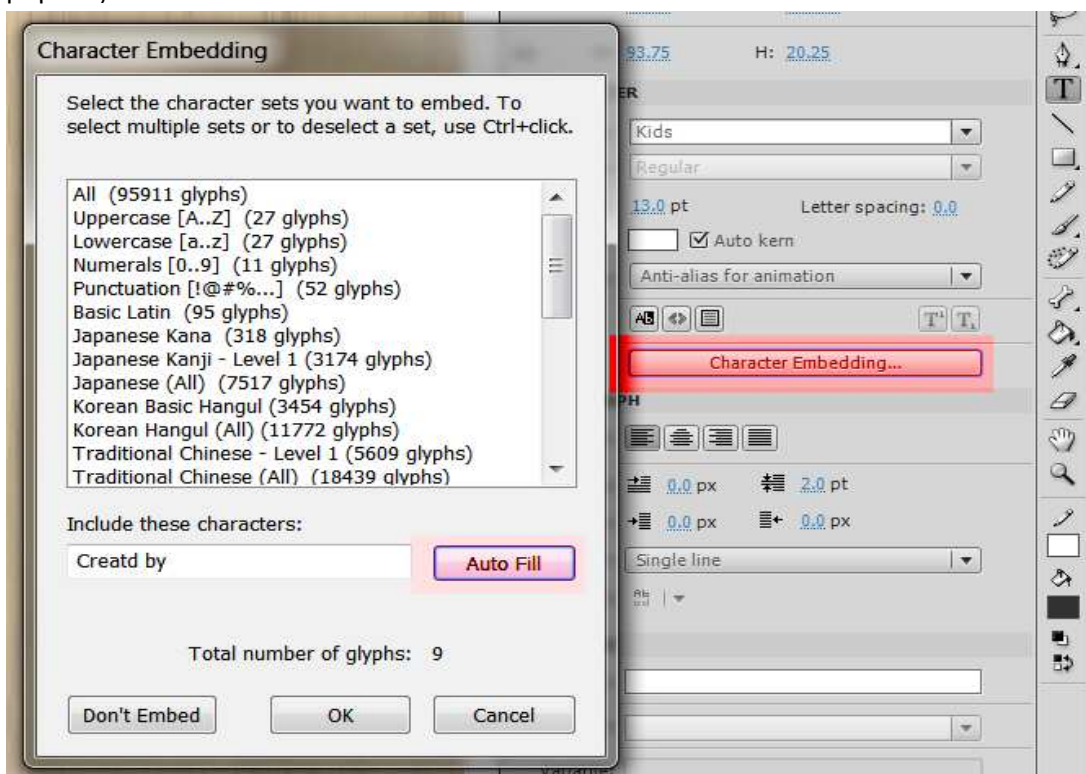 Character Embedding
Select the character sets you want to embed. To
select multiple sets or to deselect a set, use Ctrl+click.
All (95911 glyphs)
Uppercase [A..Z] (27 glyphs)
Lowercase [a..z] (27 glyphs)
Numerals [0..9] (11 glyphs)
Punctuation [!@#%...] (52 glyphs)
Basic Latin (95 glyphs)
Japanese Kana (318 glyphs)
Japanese Kanji - Level 1 (3174 glyphs)
Japanese (All) (7517 glyphs)
Korean Basic Hangul (3454 glyphs)
Korean Hangul (All) (11772 glyphs)
Traditional Chinese - Level 1 (5609 glyphs)
Traditional Chinese (All) (18439 glyphs)
Include these characters:
Creatd by
Auto Fill
Total number of glyphs: 9
Don't Embed
OK
Cancel
93.75 H: 20.25
ER
Kids
Regular
13.0 pt Letter spacing: 0.0
Auto kern
Anti-alias for animation
Character Embedding...
PH
0.0 px 2.0 pt
0.0 px 0.0 px
Single line
Variable: